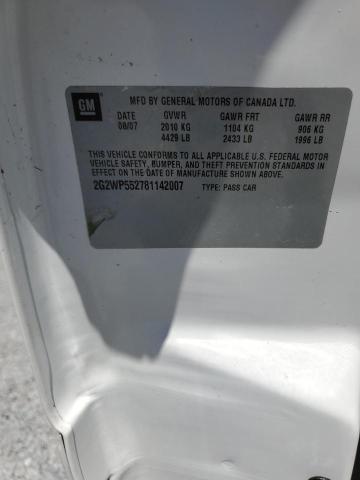 GM
MFD BY GENERAL MOTORS OF CANADA LTD.
DATE GVWR GAWR FRT GAWR RR
08/07 2010 KG 1104 KG 906 KG
4429 LB 2433 LB 1996 LB
THIS VEHICLE CONFORMS TO ALL APPLICABLE U.S. FEDERAL MOTOR
VEHICLE SAFETY, BUMPER, AND THEFT PREVENTION STANDARDS IN
EFFECT ON THE DATE OF MANUFACTURE SHOWN ABOVE.
2G2WP552781142007 TYPE: PASS CAR